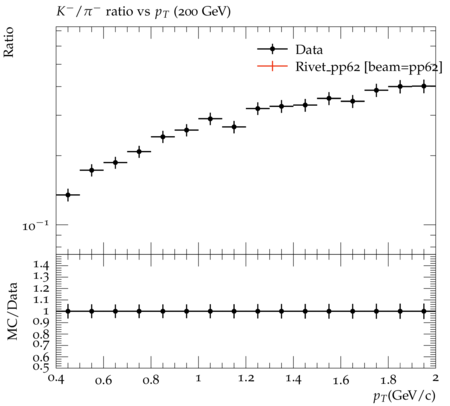 K⁻/π⁻ ratio vs p_T (200 GeV)
Ratio
Data
Rivet_pp62 [beam=pp62]
10⁻¹
MC/Data
1.4
1.3
1.2
1.1
1
0.9
0.8
0.7
0.6
0.5
0.4 0.6 0.8 1 1.2 1.4 1.6 1.8 2
p_T(GeV/c)